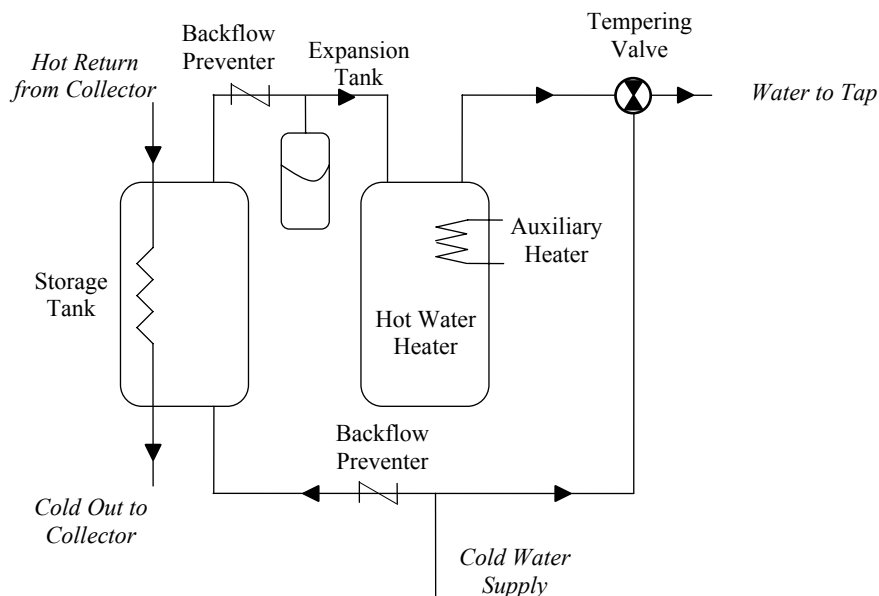 Tempering
Valve
Backflow
Preventer
Expansion
Tank
Hot Return
from Collector
Water to Tap
Auxiliary
Heater
Storage
Tank
Hot Water
Heater
Backflow
Preventer
Cold Out to
Collector
Cold Water
Supply